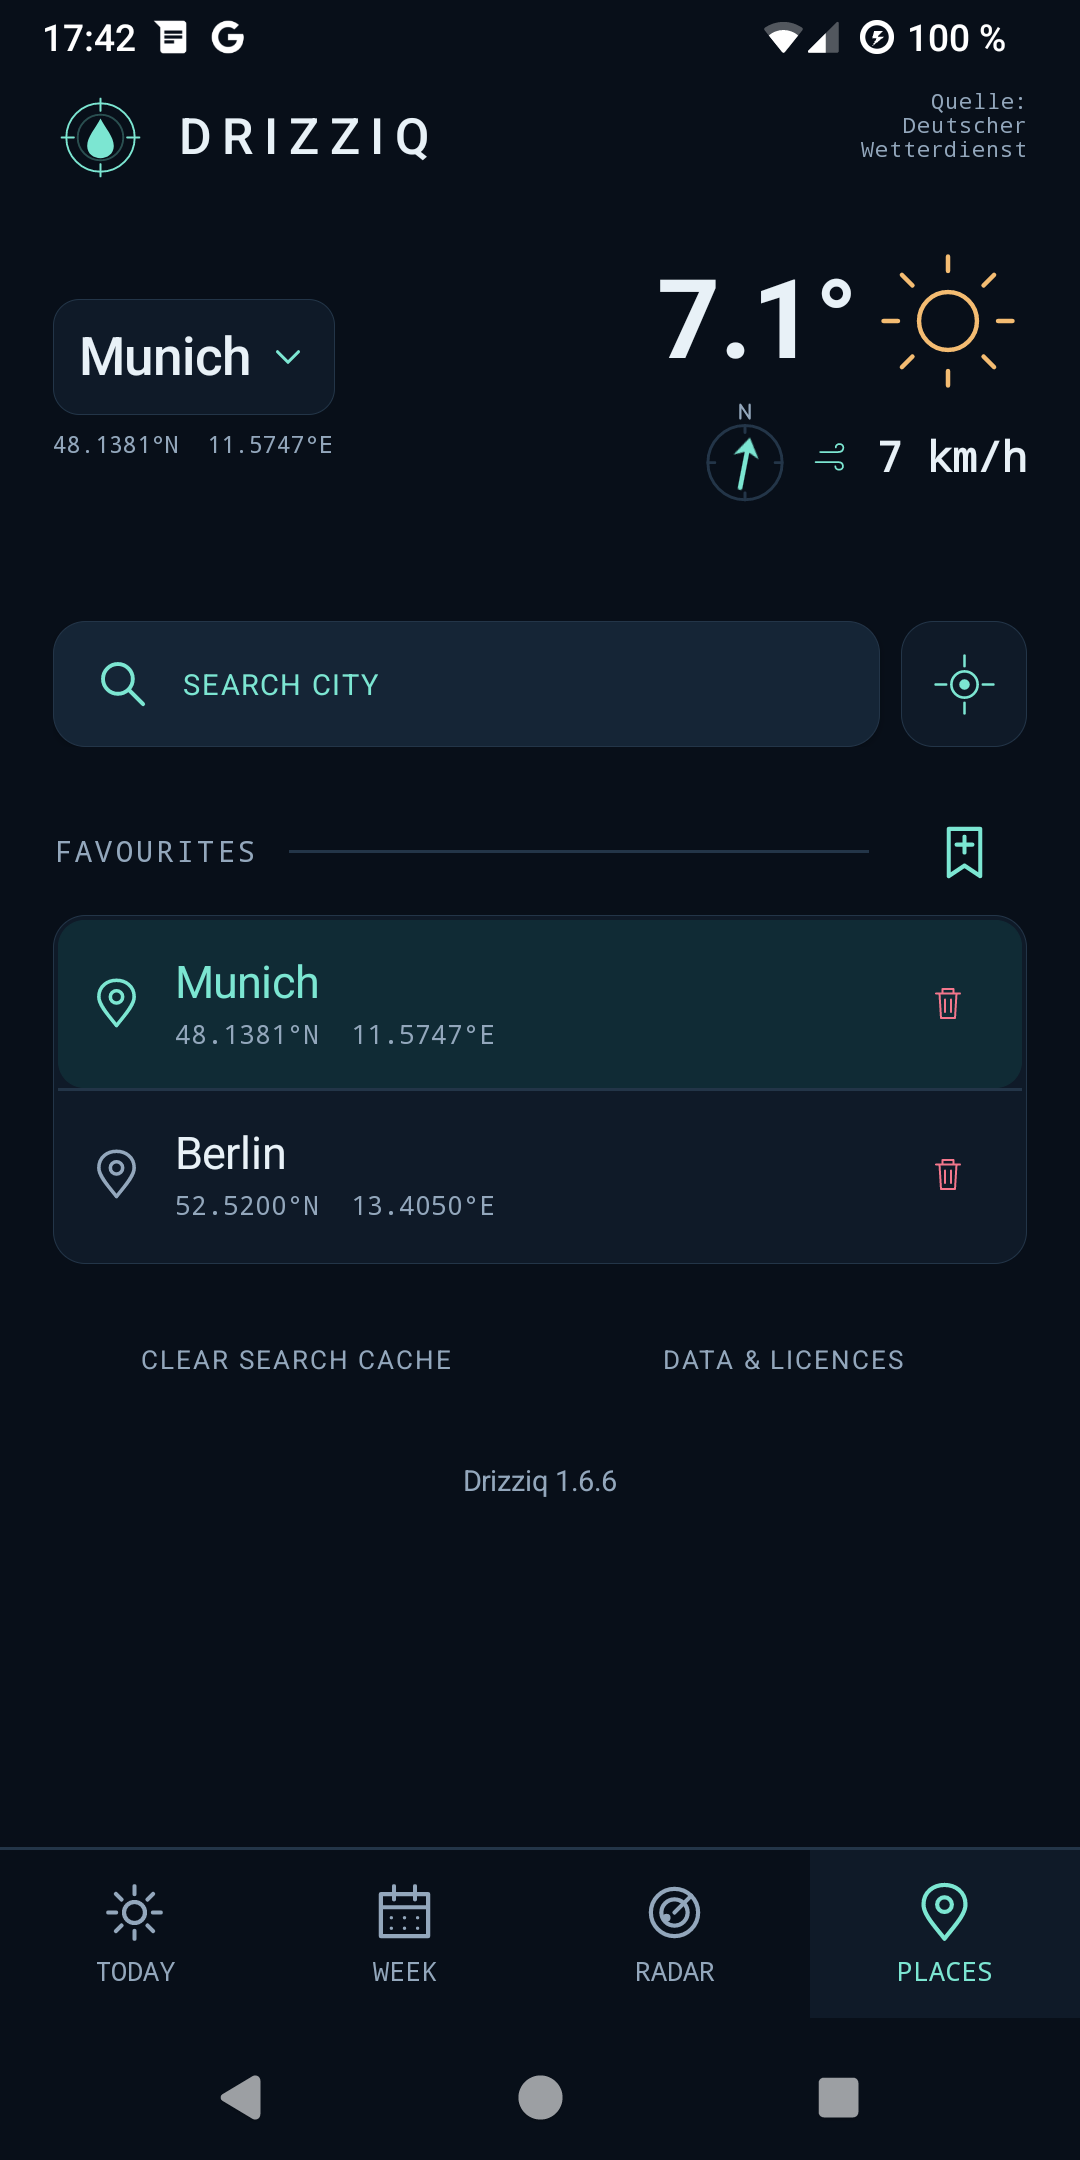 17:42
100 %
DRIZZIQ
Quelle:
Deutscher
Wetterdienst
Munich
48.1381°N 11.5747°E
7.1°
N
7 km/h
SEARCH CITY
FAVOURITES
Munich
48.1381°N 11.5747°E
Berlin
52.5200°N 13.4050°E
CLEAR SEARCH CACHE
DATA & LICENCES
Drizziq 1.6.6
TODAY
WEEK
RADAR
PLACES